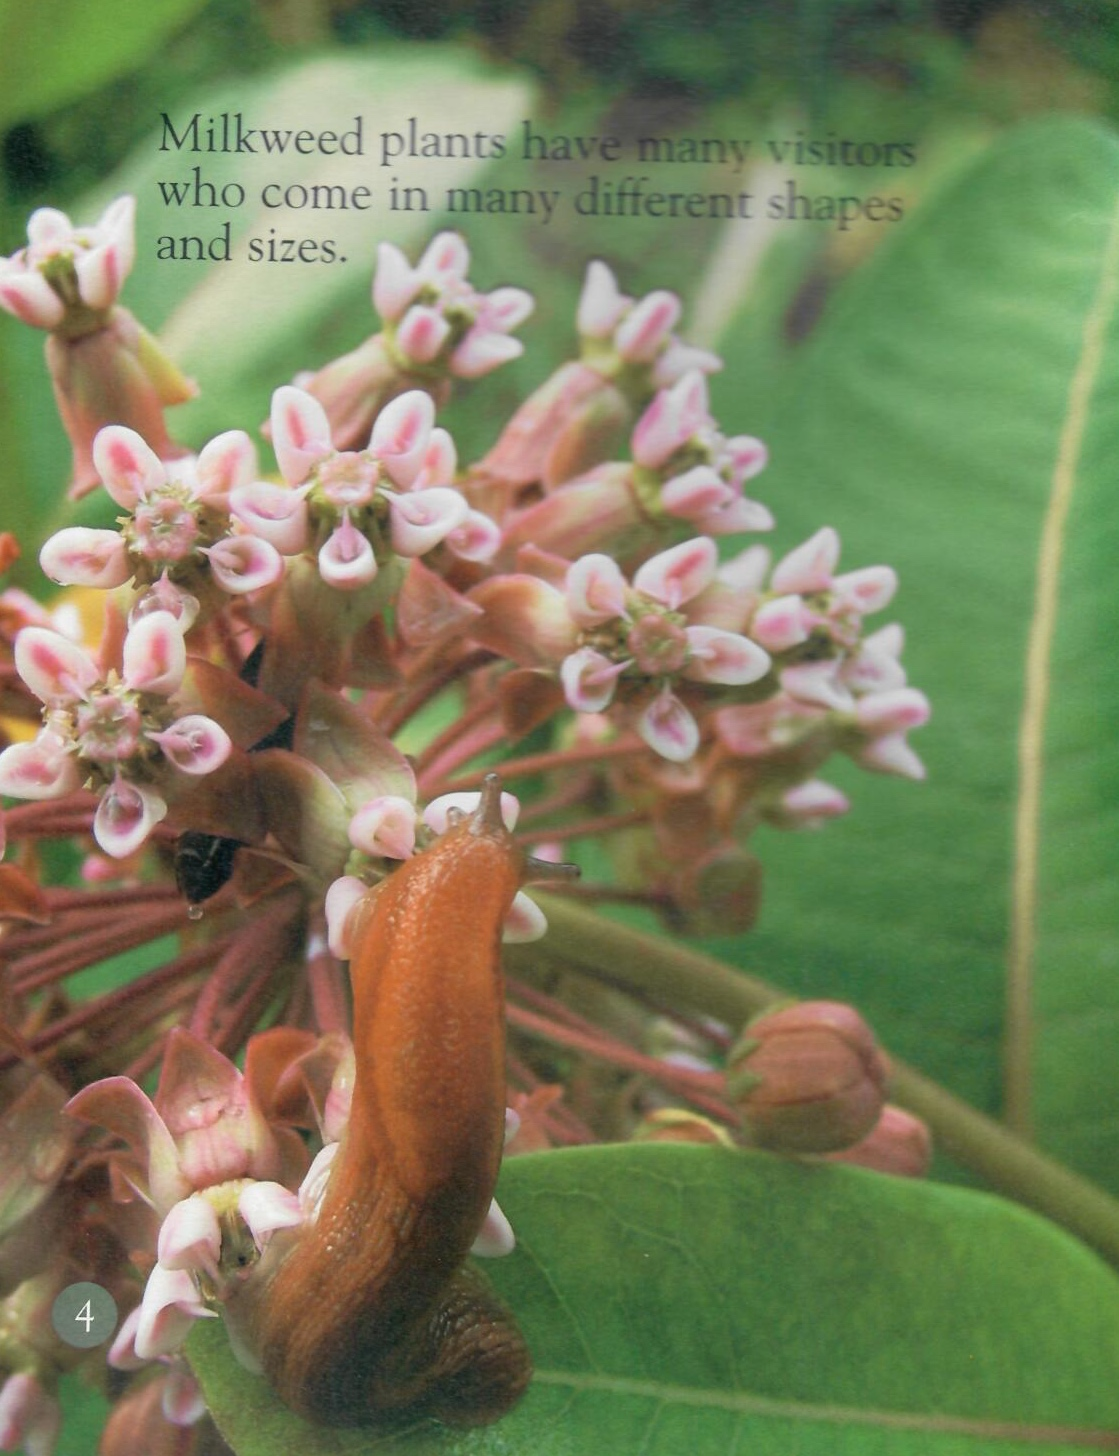 Milkweed plants have many visitors
who come in many different shapes
and sizes.
4